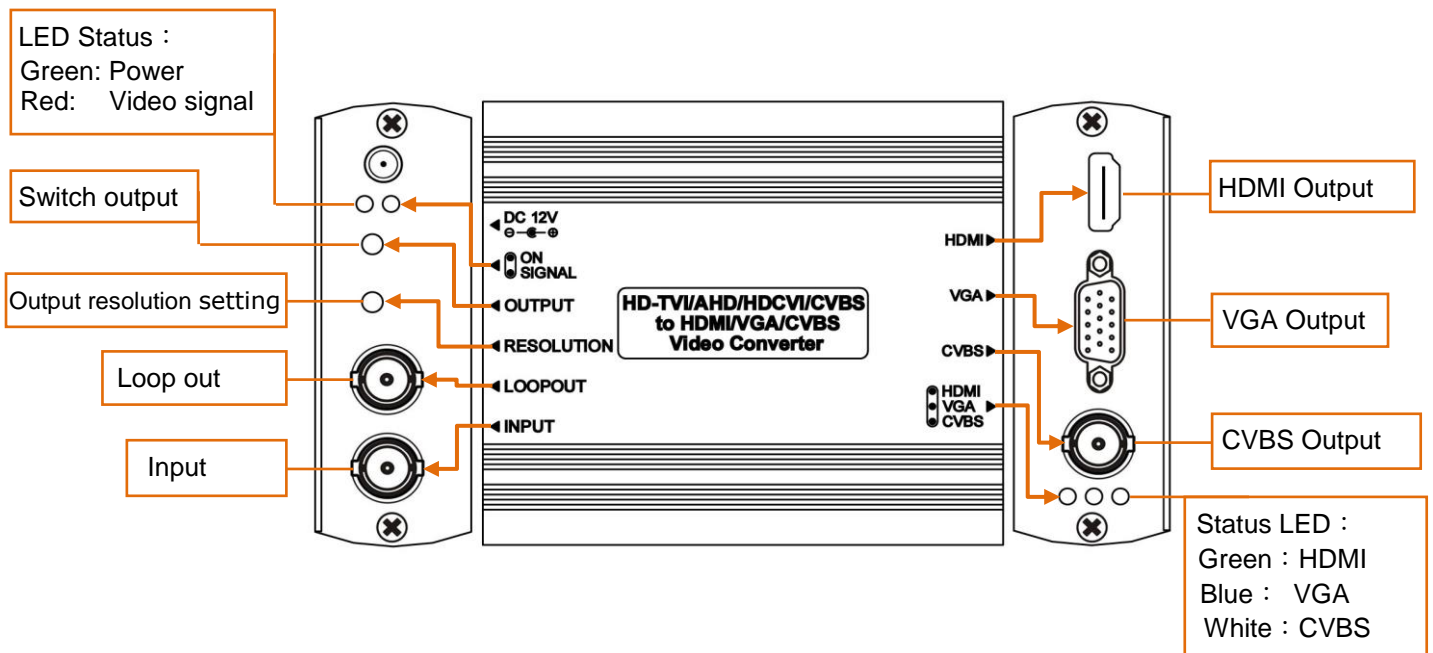 LED Status：
Green: Power
Red: Video signal
Switch output
Output resolution setting
Loop out
Input
DC 12V
ON
SIGNAL
OUTPUT
RESOLUTION
LOOPOUT
INPUT
HD-TVI/AHD/HDCVI/CVBS
to HDMI/VGA/CVBS
Video Converter
HDMI
VGA
CVBS
HDMI
VGA
CVBS
HDMI Output
VGA Output
CVBS Output
Status LED：
Green：HDMI
Blue： VGA
White：CVBS